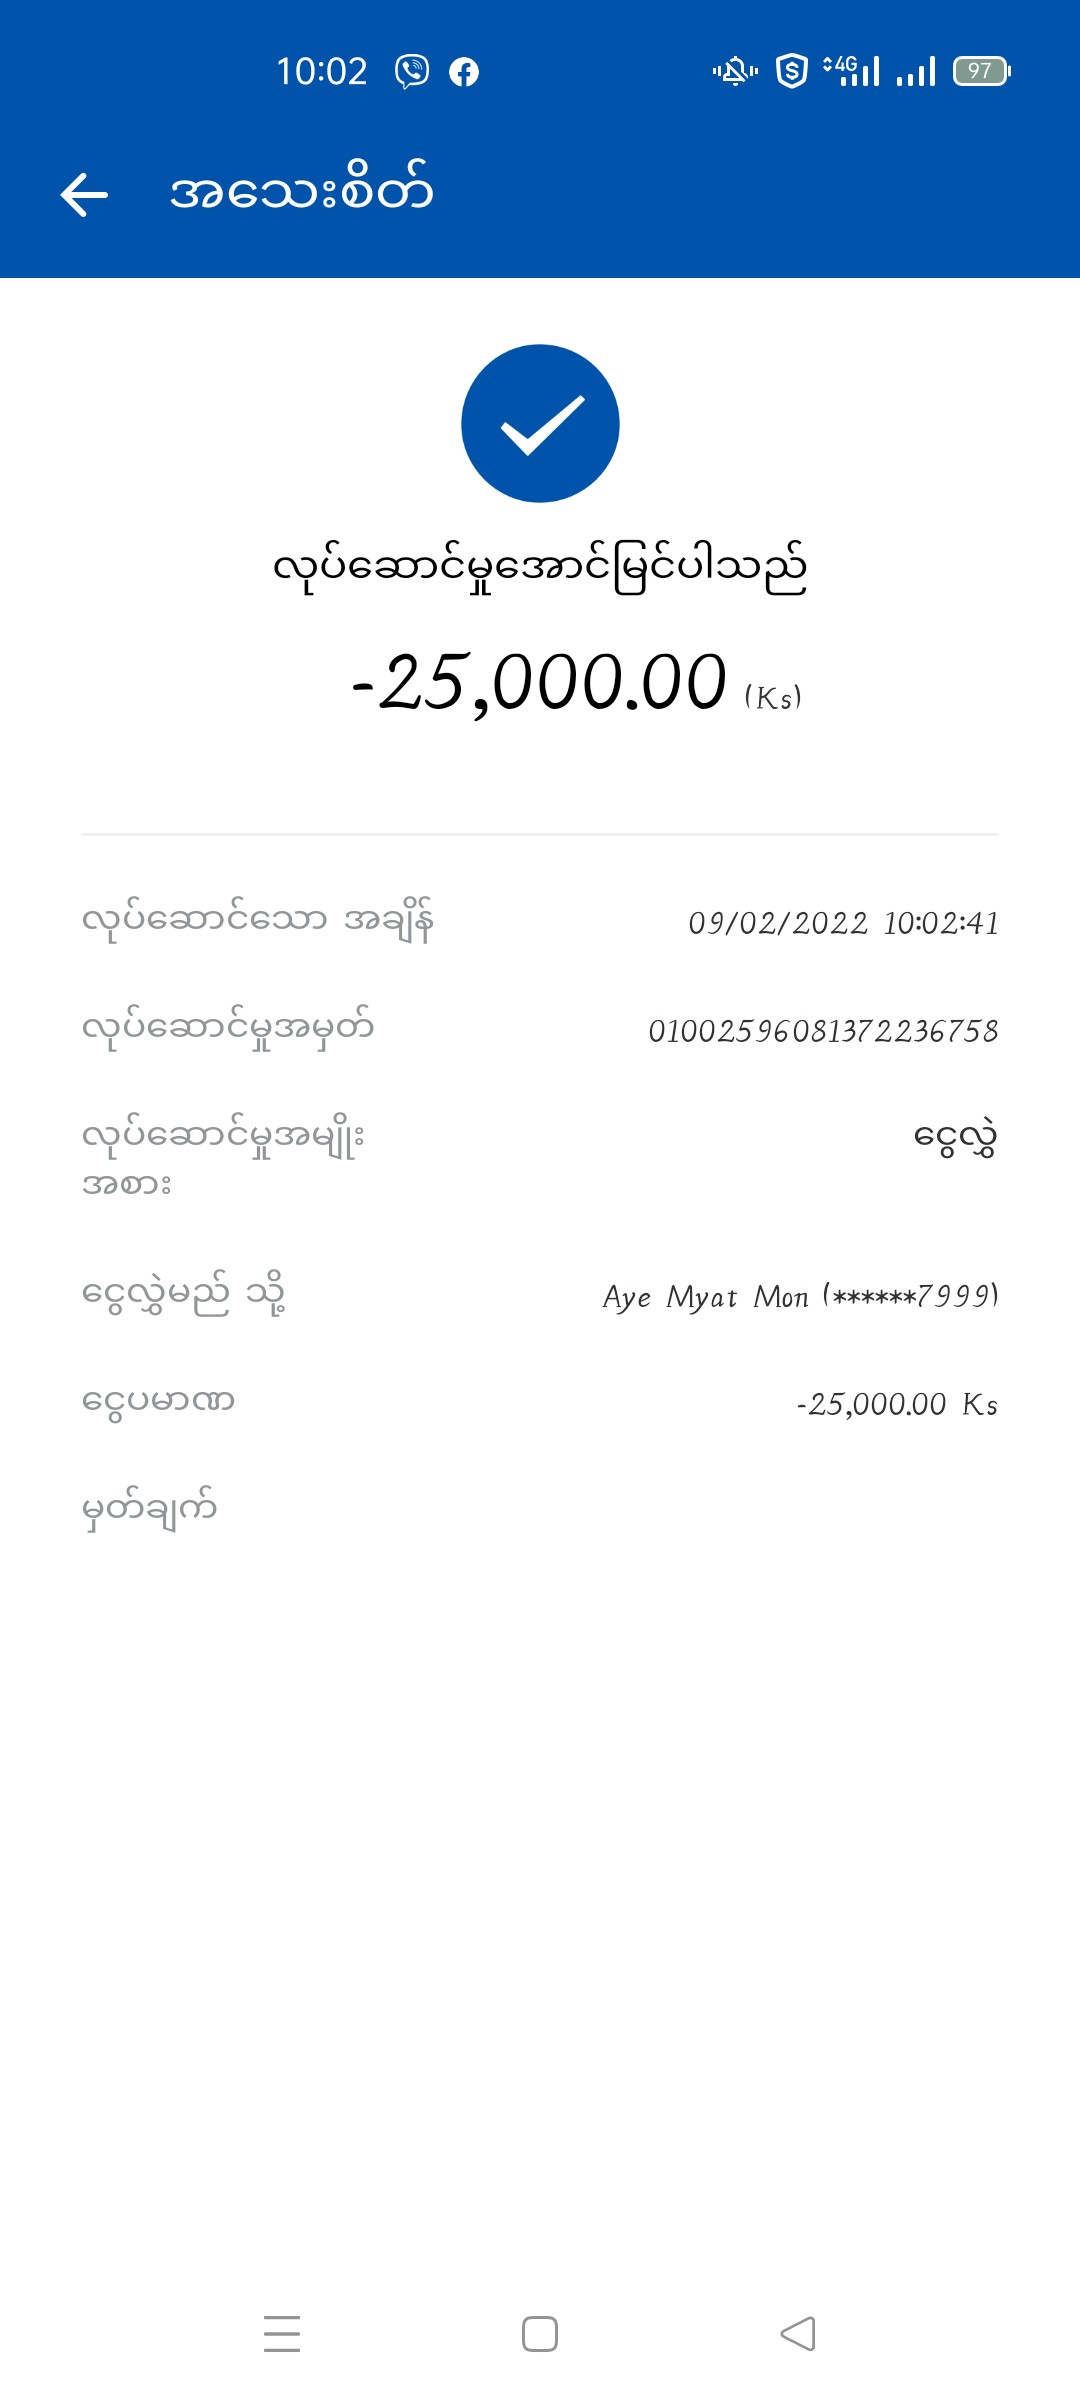 10:02
4G
97
အသေးစိတ်
လုပ်ဆောင်မှုအောင်မြင်ပါသည်
-25,000.00 (Ks)
လုပ်ဆောင်သော အချိန် 09/02/2022 10:02:41
လုပ်ဆောင်မှုအမှတ် 01002596081372236758
လုပ်ဆောင်မှုအမျိုး ငွေလွှဲ
အစား
ငွေလွှဲမည် သို့ Aye Myat Mon (******7999)
ငွေပမာဏ -25,000.00 Ks
မှတ်ချက်